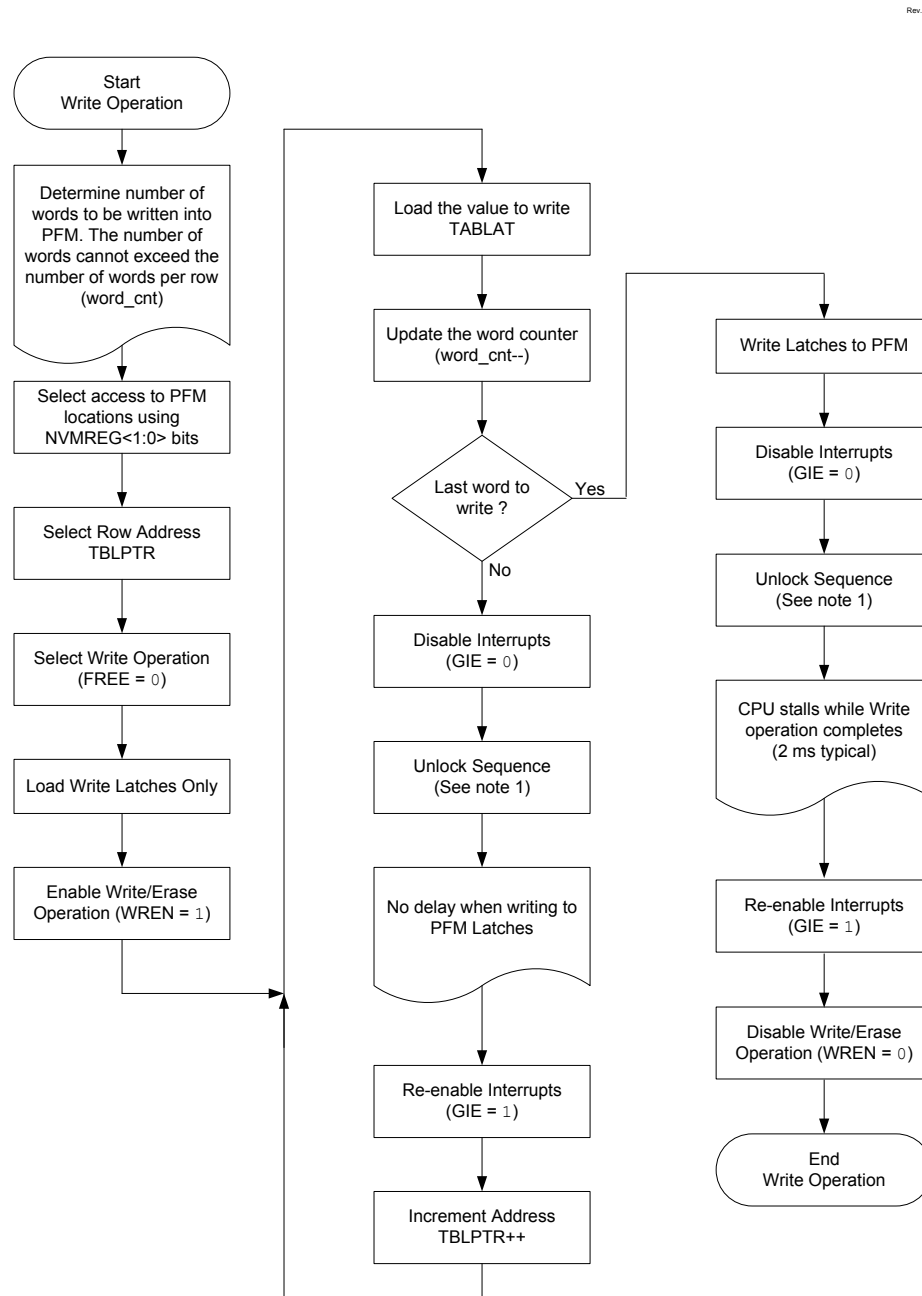 Rev.
Start
Write Operation
Determine number of
words to be written into
PFM. The number of
words cannot exceed the
number of words per row
(word_cnt)
Select access to PFM
locations using
NVMREG<1:0> bits
Select Row Address
TBLPTR
Select Write Operation
(FREE = 0)
Load Write Latches Only
Enable Write/Erase
Operation (WREN = 1)
Load the value to write
TABLAT
Update the word counter
(word_cnt--)
Last word to
write ?
Yes
No
Disable Interrupts
(GIE = 0)
Unlock Sequence
(See note 1)
No delay when writing to
PFM Latches
Re-enable Interrupts
(GIE = 1)
Increment Address
TBLPTR++
Write Latches to PFM
Disable Interrupts
(GIE = 0)
Unlock Sequence
(See note 1)
CPU stalls while Write
operation completes
(2 ms typical)
Re-enable Interrupts
(GIE = 1)
Disable Write/Erase
Operation (WREN = 0)
End
Write Operation